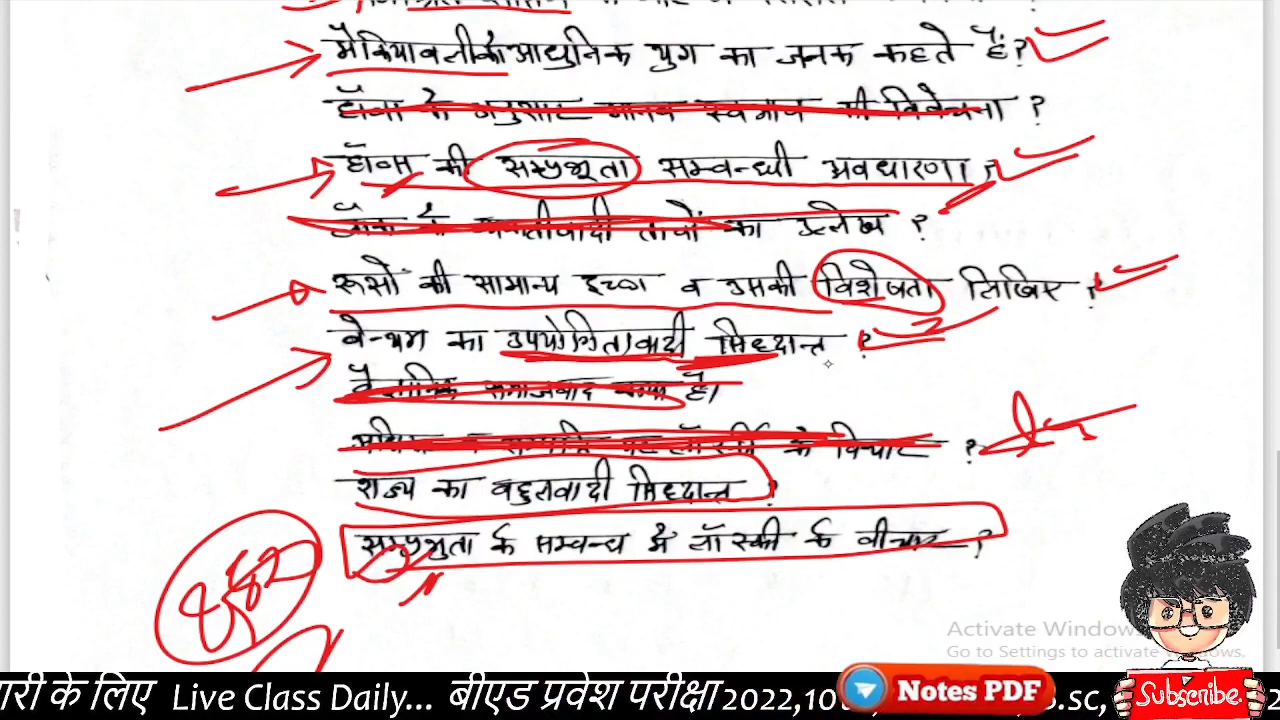 मैकियावली को आधुनिक युग का जनक कहते हैं?
हॉब्स के अनुसार मानव स्वभाव की विवेचना ?
हॉब्स की सम्प्रभूता सम्बन्धी अवधारणा ?
लॉक के का उल्लेख ?
रूसो की सामान्य इच्छा व उसकी विशेषता लिखिए ?
बेन्थम का उपयोगितावादी सिद्धान्त ?
वैज्ञानिक समाजवाद क्या है।
के विचार ?
राज्य का बहुलवादी सिद्धान्त ?
सम्प्रभुता के सम्बन्ध में लॉस्की के वीचार ?
Activate Windows
Go to Settings to activate Windows.
ारी के लिए Live Class Daily... बीएड प्रवेश परीक्षा 2022,10
Notes PDF
Subscribe